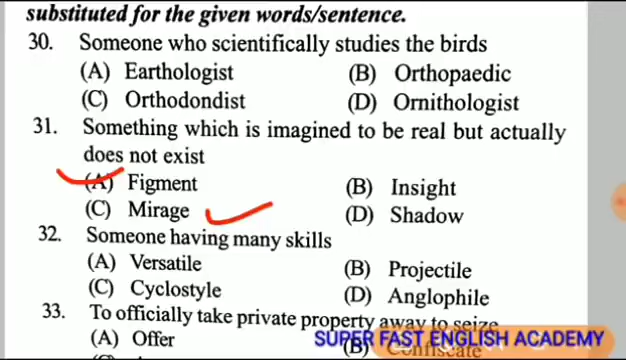 substituted for the given words/sentence.
30. Someone who scientifically studies the birds
(A) Earthologist (B) Orthopaedic
(C) Orthodondist (D) Ornithologist
31. Something which is imagined to be real but actually
does not exist
(A) Figment (B) Insight
(C) Mirage (D) Shadow
32. Someone having many skills
(A) Versatile (B) Projectile
(C) Cyclostyle (D) Anglophile
33. To officially take private property away to seize
(A) Offer (B) Confiscate
SUPER FAST ENGLISH ACADEMY